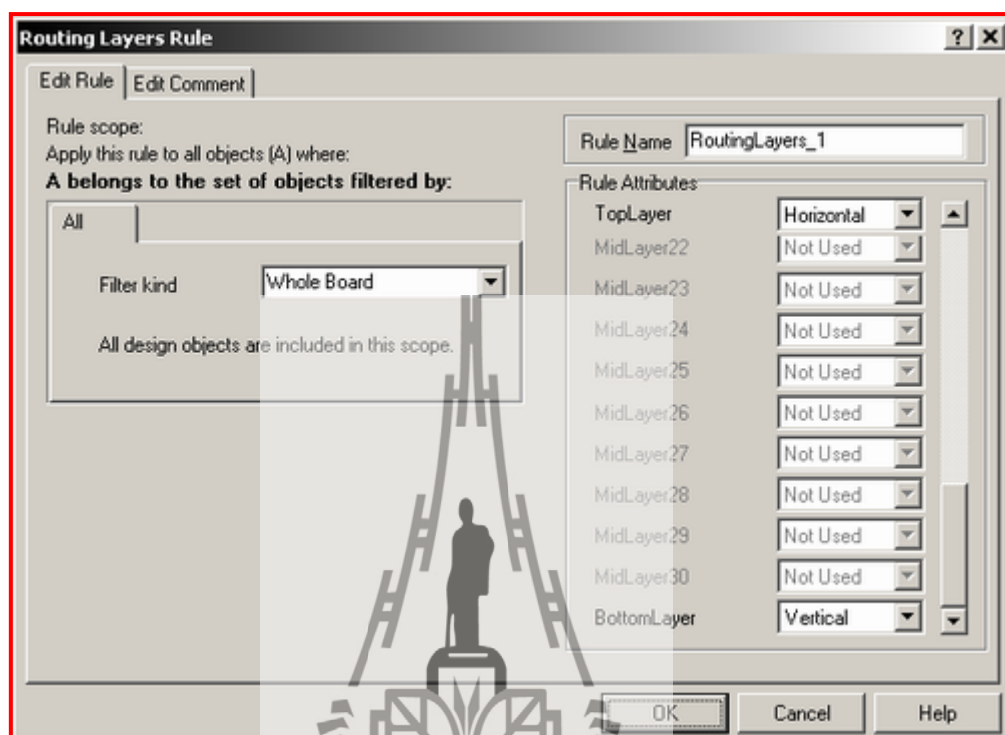 Routing Layers Rule
Edit Rule
Edit Comment
Rule scope:
Apply this rule to all objects (A) where:
A belongs to the set of objects filtered by:
All
Filter kind
Whole Board
All design objects are included in this scope.
Rule Name
RoutingLayers_1
Rule Attributes
TopLayer Horizontal
MidLayer22 Not Used
MidLayer23 Not Used
MidLayer24 Not Used
MidLayer25 Not Used
MidLayer26 Not Used
MidLayer27 Not Used
MidLayer28 Not Used
MidLayer29 Not Used
MidLayer30 Not Used
BottomLayer Vertical
OK
Cancel
Help